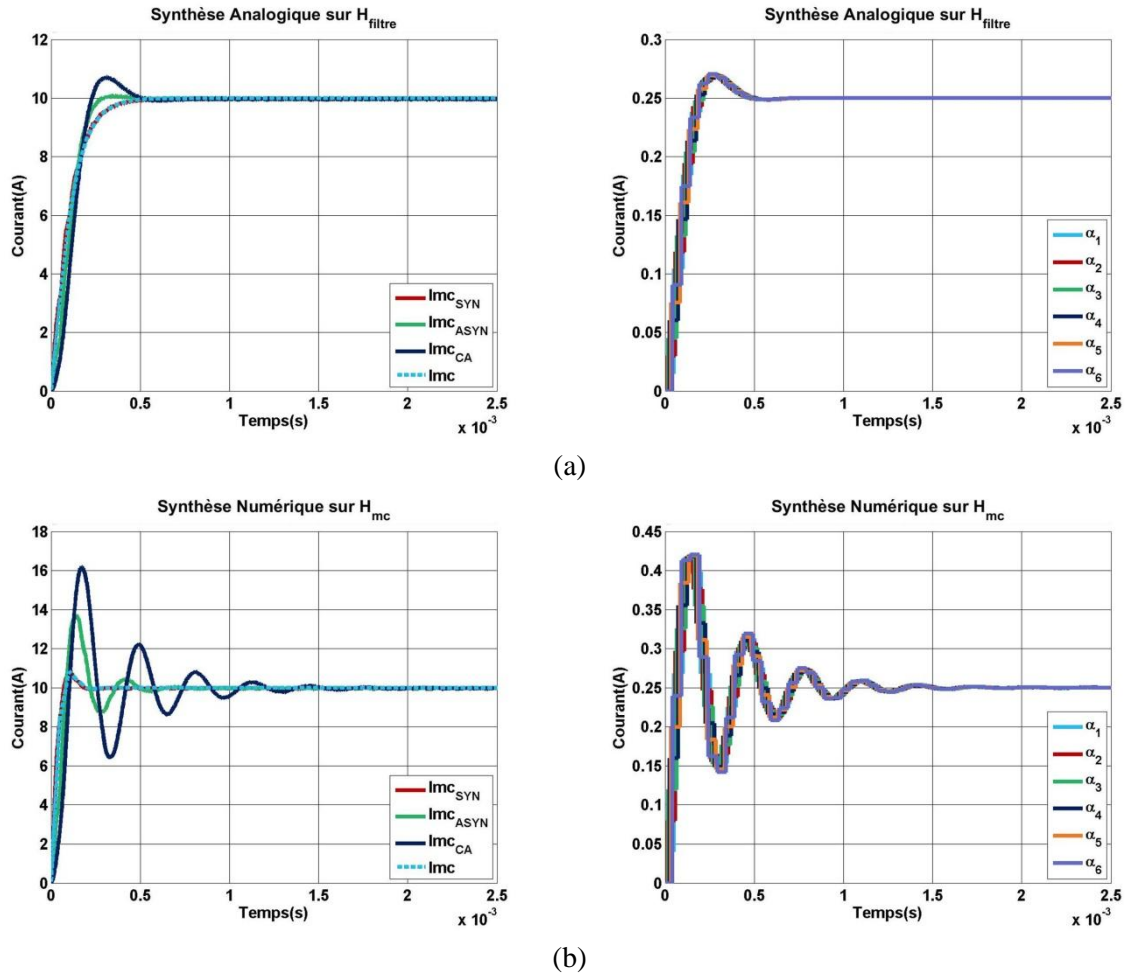 Synthèse Analogique sur H_filtre
Courant(A)
12
10
8
6
4
2
0
Imc_SYN
Imc_ASYN
Imc_CA
Imc
0 0.5 1 1.5 2 2.5
Temps(s)
x 10^-3
Synthèse Analogique sur H_filtre
Courant(A)
0.3
0.25
0.2
0.15
0.1
0.05
0
α_1
α_2
α_3
α_4
α_5
α_6
0 0.5 1 1.5 2 2.5
Temps(s)
x 10^-3
(a)
Synthèse Numérique sur H_mc
Courant(A)
18
16
14
12
10
8
6
4
2
0
Imc_SYN
Imc_ASYN
Imc_CA
Imc
0 0.5 1 1.5 2 2.5
Temps(s)
x 10^-3
Synthèse Numérique sur H_mc
Courant(A)
0.45
0.4
0.35
0.3
0.25
0.2
0.15
0.1
0.05
0
α_1
α_2
α_3
α_4
α_5
α_6
0 0.5 1 1.5 2 2.5
Temps(s)
x 10^-3
(b)